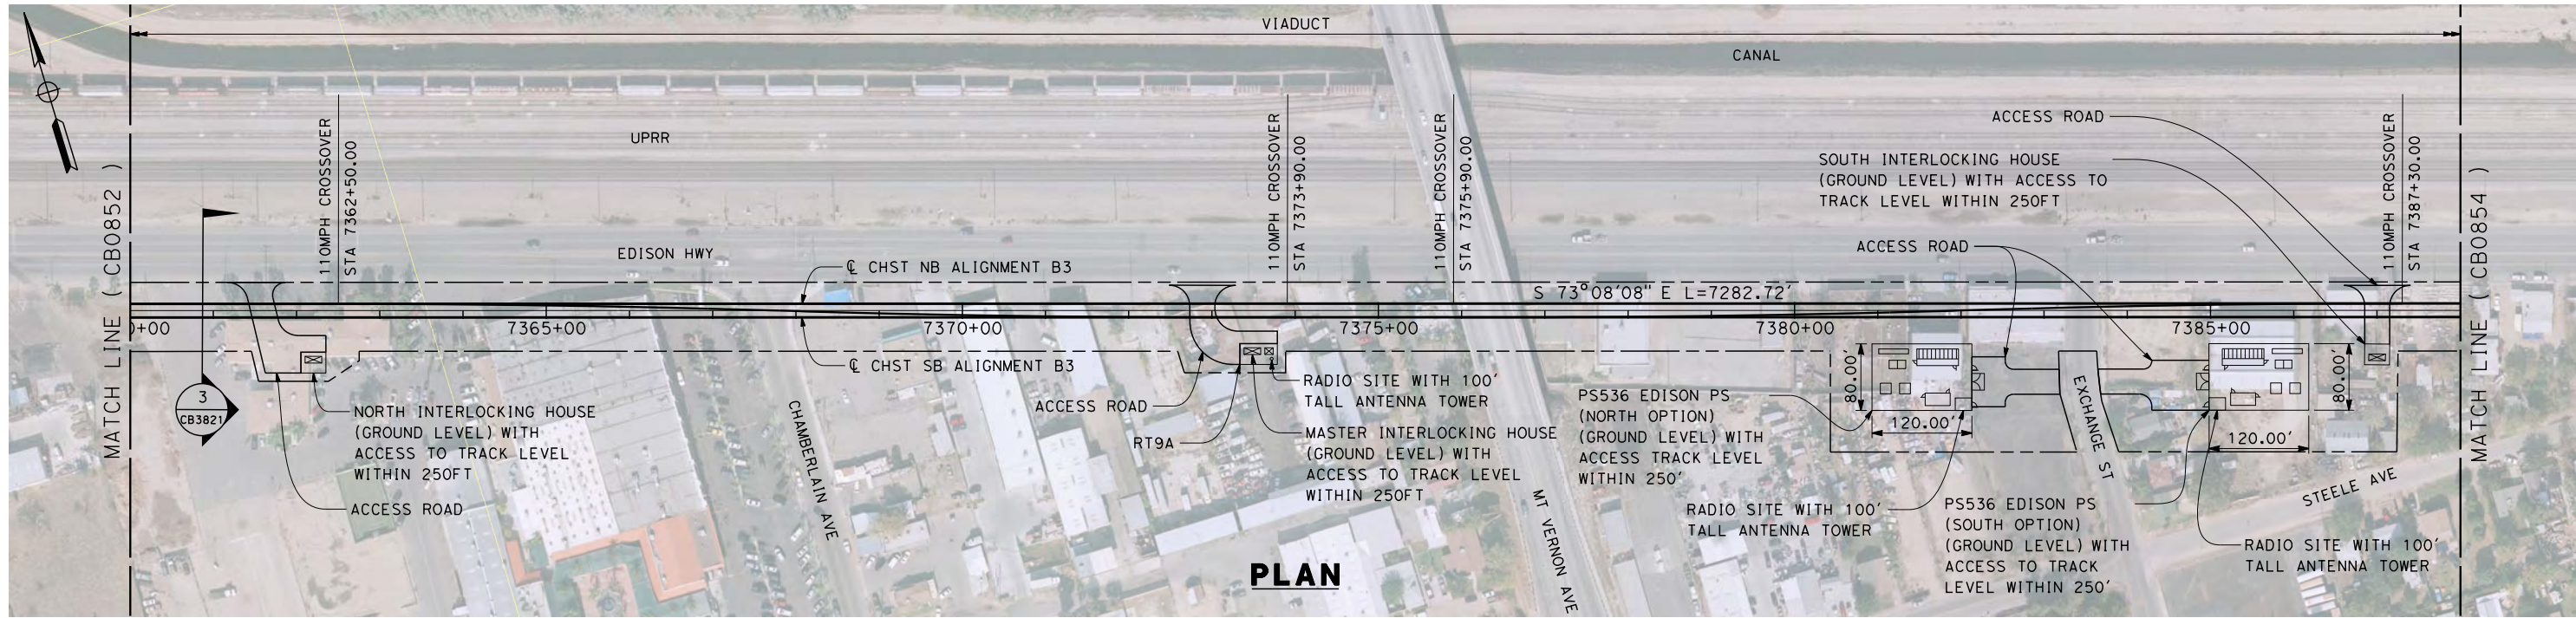 VIADUCT
CANAL
UPRR
EDISON HWY
MATCH LINE ( CB0852 )
110MPH CROSSOVER
STA 7362+50.00
110MPH CROSSOVER
STA 7373+90.00
110MPH CROSSOVER
STA 7375+90.00
110MPH CROSSOVER
STA 7387+30.00
MATCH LINE ( CB0854 )
ACCESS ROAD
SOUTH INTERLOCKING HOUSE
(GROUND LEVEL) WITH ACCESS TO
TRACK LEVEL WITHIN 250FT
ACCESS ROAD
℄ CHST NB ALIGNMENT B3
S 73°08'08" E L=7282.72'
0+00
7365+00
7370+00
7375+00
7380+00
7385+00
℄ CHST SB ALIGNMENT B3
3
CB3821
NORTH INTERLOCKING HOUSE
(GROUND LEVEL) WITH
ACCESS TO TRACK LEVEL
WITHIN 250FT
ACCESS ROAD
CHAMBERLAIN AVE
ACCESS ROAD
RT9A
RADIO SITE WITH 100'
TALL ANTENNA TOWER
MASTER INTERLOCKING HOUSE
(GROUND LEVEL) WITH
ACCESS TO TRACK LEVEL
WITHIN 250FT
MT VERNON AVE
PS536 EDISON PS
(NORTH OPTION)
(GROUND LEVEL) WITH
ACCESS TRACK LEVEL
WITHIN 250'
80.00'
120.00'
RADIO SITE WITH 100'
TALL ANTENNA TOWER
EXCHANGE ST
PS536 EDISON PS
(SOUTH OPTION)
(GROUND LEVEL) WITH
ACCESS TO TRACK
LEVEL WITHIN 250'
80.00'
120.00'
STEELE AVE
RADIO SITE WITH 100'
TALL ANTENNA TOWER
PLAN